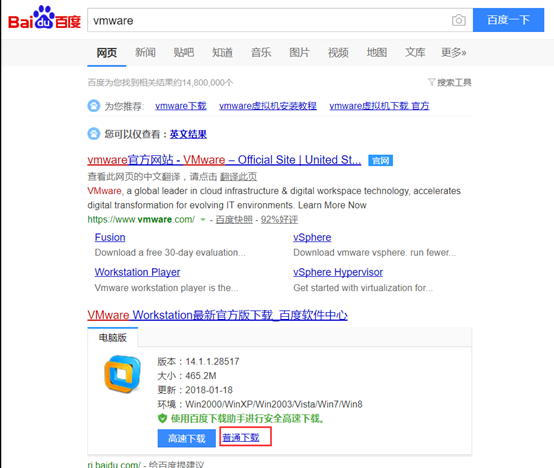 Bai du 百度 vmware 百度一下
网页 新闻 贴吧 知道 音乐 图片 视频 地图 文库 更多»
百度为您找到相关结果约14,800,000个 搜索工具
为您推荐: vmware下载 vmware虚拟机安装教程 vmware虚拟机下载 官方
您可以仅查看:英文结果
vmware官方网站 - VMware – Official Site | United St... 官网
查看此网页的中文翻译,请点击 翻译此页
VMware, a global leader in cloud infrastructure & digital workspace technology, accelerates
digital transformation for evolving IT environments. Learn More Now
https://www.vmware.com/ - 百度快照 - 92%好评
Fusion vSphere
Download a free 30-day evaluation... Download vmware vsphere. run fewer...
Workstation Player vSphere Hypervisor
Vmware workstation player is the... Get started with virtualization for...
VMware Workstation最新官方版下载_百度软件中心
电脑版
版本:14.1.1.28517
大小:465.2M
更新:2018-01-18
环境:Win2000/WinXP/Win2003/Vista/Win7/Win8
使用百度下载助手进行安全高速下载。
高速下载 普通下载
rj.baidu.com/ - 给百度提建议